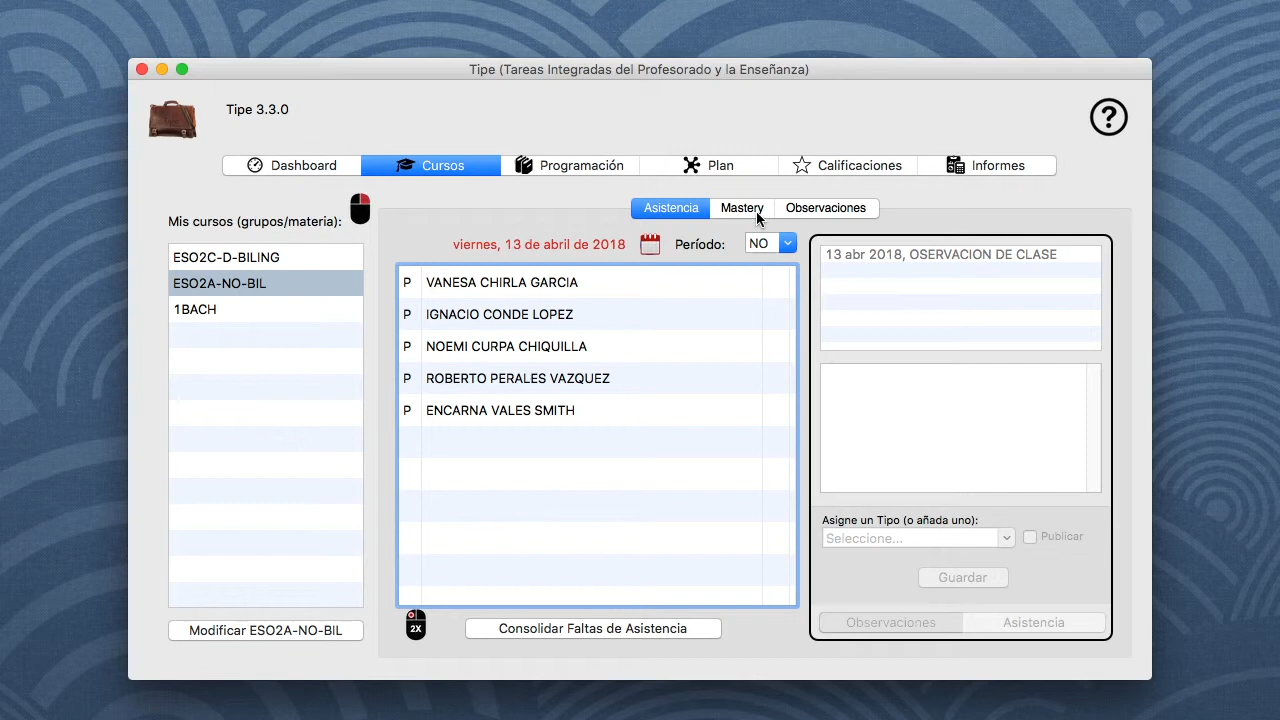 Tipe (Tareas Integradas del Profesorado y la Enseñanza)
Tipe 3.3.0
?
Dashboard
Cursos
Programación
Plan
Calificaciones
Informes
Mis cursos (grupos/materia):
Asistencia
Mastery
Observaciones
viernes, 13 de abril de 2018
Período:
NO
ESO2C-D-BILING
ESO2A-NO-BIL
1BACH
P VANESA CHIRLA GARCIA
P IGNACIO CONDE LOPEZ
P NOEMI CURPA CHIQUILLA
P ROBERTO PERALES VAZQUEZ
P ENCARNA VALES SMITH
13 abr 2018, OSERVACION DE CLASE
Asigne un Tipo (o añada uno):
Seleccione...
Publicar
Guardar
Observaciones
Asistencia
Modificar ESO2A-NO-BIL
2X
Consolidar Faltas de Asistencia